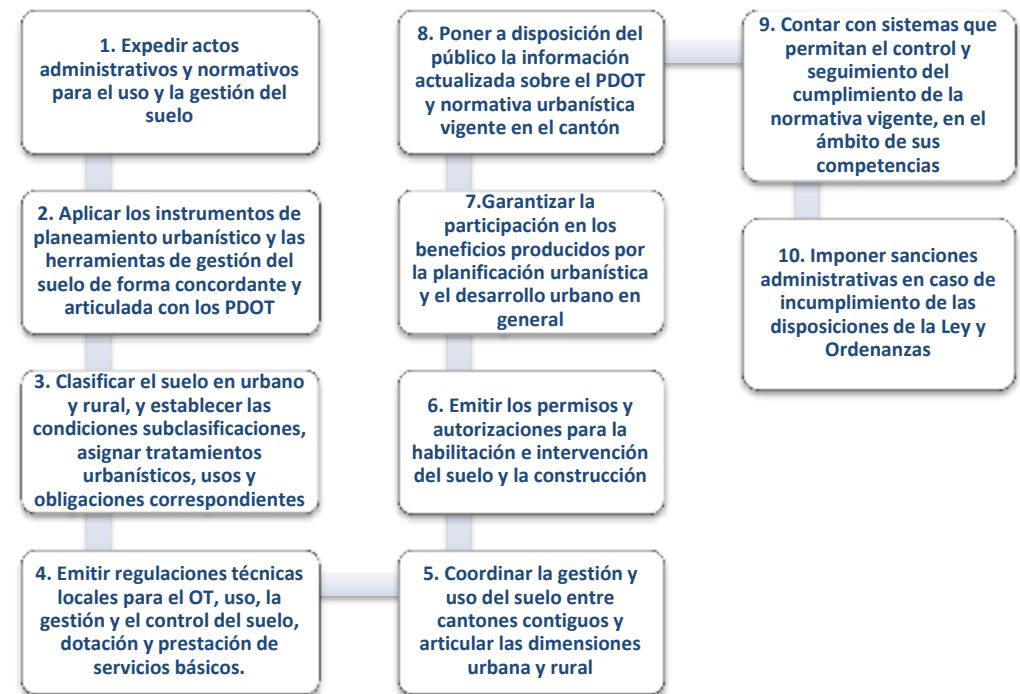 1. Expedir actos
administrativos y normativos
para el uso y la gestión del
suelo
2. Aplicar los instrumentos de
planeamiento urbanístico y las
herramientas de gestión del
suelo de forma concordante y
articulada con los PDOT
3. Clasificar el suelo en urbano
y rural, y establecer las
condiciones subclasificaciones,
asignar tratamientos
urbanísticos, usos y
obligaciones correspondientes
4. Emitir regulaciones técnicas
locales para el OT, uso, la
gestión y el control del suelo,
dotación y prestación de
servicios básicos.
5. Coordinar la gestión y
uso del suelo entre
cantones contiguos y
articular las dimensiones
urbana y rural
6. Emitir los permisos y
autorizaciones para la
habilitación e intervención
del suelo y la construcción
7.Garantizar la
participación en los
beneficios producidos por
la planificación urbanística
y el desarrollo urbano en
general
8. Poner a disposición del
público la información
actualizada sobre el PDOT
y normativa urbanística
vigente en el cantón
9. Contar con sistemas que
permitan el control y
seguimiento del
cumplimiento de la
normativa vigente, en el
ámbito de sus
competencias
10. Imponer sanciones
administrativas en caso de
incumplimiento de las
disposiciones de la Ley y
Ordenanzas